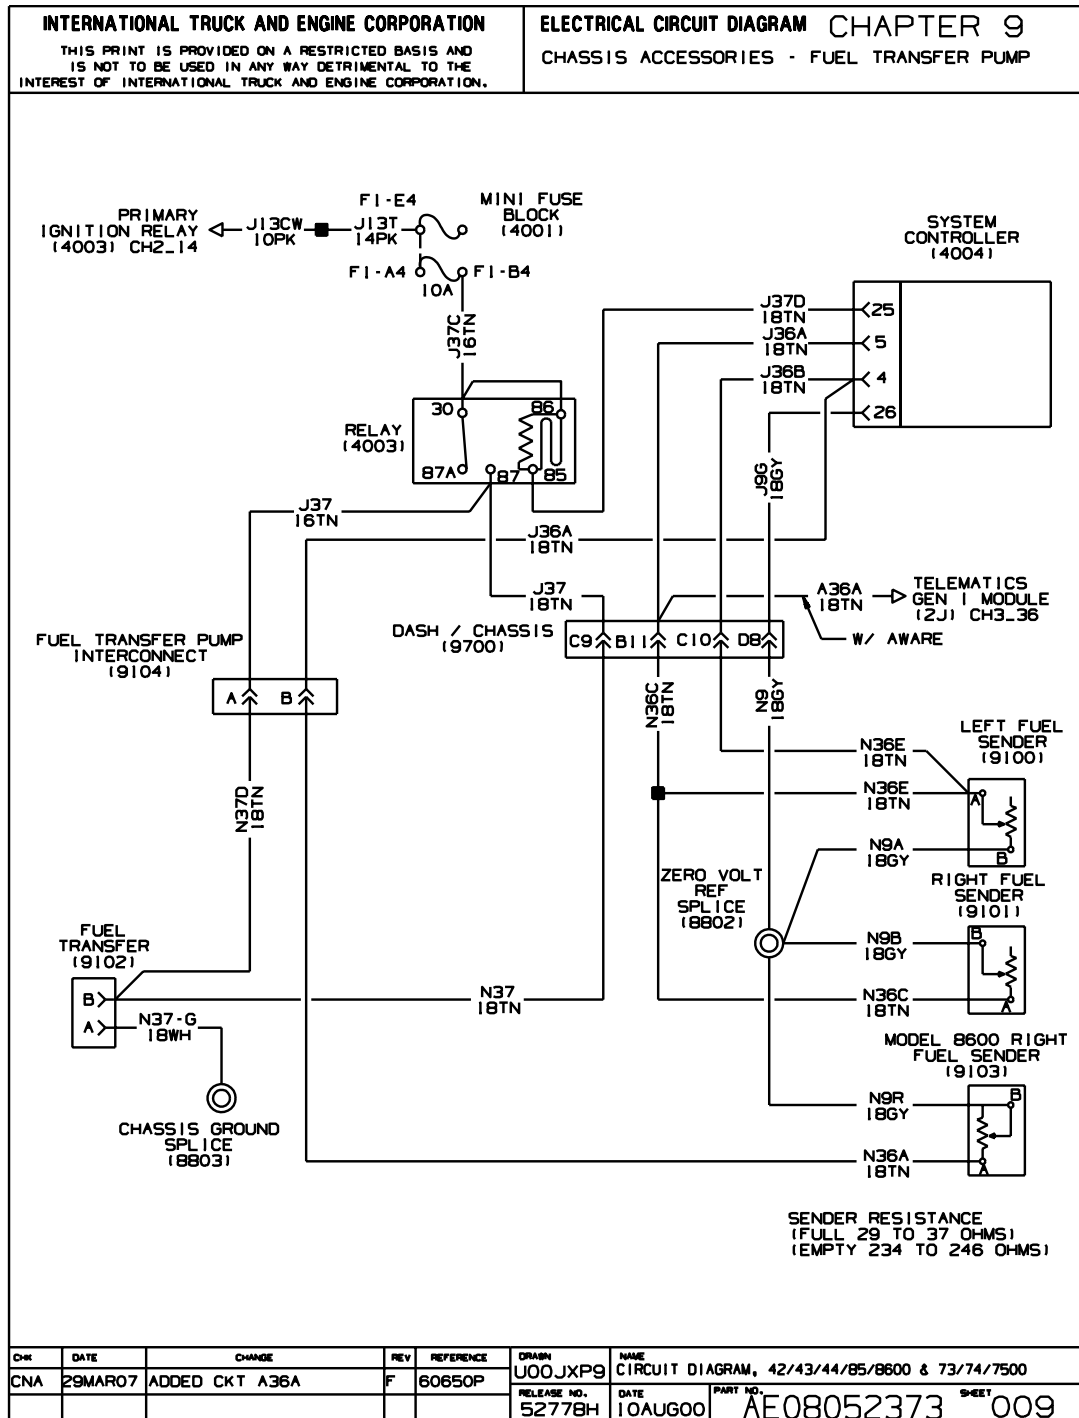 INTERNATIONAL TRUCK AND ENGINE CORPORATION
THIS PRINT IS PROVIDED ON A RESTRICTED BASIS AND
IS NOT TO BE USED IN ANY WAY DETRIMENTAL TO THE
INTEREST OF INTERNATIONAL TRUCK AND ENGINE CORPORATION.
ELECTRICAL CIRCUIT DIAGRAM CHAPTER 9
CHASSIS ACCESSORIES - FUEL TRANSFER PUMP
PRIMARY
IGNITION RELAY
(4003) CH2_14
J13CW
10PK
J13T
14PK
F1-E4
MINI FUSE
BLOCK
(4001)
F1-A4
F1-B4
10A
J37C
16TN
SYSTEM
CONTROLLER
(4004)
J37D
18TN
25
J36A
18TN
5
J36B
18TN
4
26
J9G
18GY
RELAY
(4003)
30
86
87A
87
85
J37
16TN
J36A
18TN
J37
18TN
A36A
18TN
TELEMATICS
GEN 1 MODULE
(2J) CH3_36
W/ AWARE
DASH / CHASSIS
(9700)
C9
B11
C10
D8
FUEL TRANSFER PUMP
INTERCONNECT
(9104)
A
B
N36C
18TN
N9
18GY
N37D
18TN
LEFT FUEL
SENDER
(9100)
N36E
18TN
N36E
18TN
A
N9A
18GY
B
ZERO VOLT
REF
SPLICE
(8802)
RIGHT FUEL
SENDER
(9101)
B
N9B
18GY
N36C
18TN
A
FUEL
TRANSFER
(9102)
B
A
N37
18TN
N37-G
18WH
CHASSIS GROUND
SPLICE
(8803)
MODEL 8600 RIGHT
FUEL SENDER
(9103)
B
N9R
18GY
N36A
18TN
A
SENDER RESISTANCE
(FULL 29 TO 37 OHMS)
(EMPTY 234 TO 246 OHMS)
CHK DATE CHANGE REV REFERENCE
CNA 29MAR07 ADDED CKT A36A F 60650P
DRAWN
U00JXP9
NAME
CIRCUIT DIAGRAM, 42/43/44/85/8600 & 73/74/7500
RELEASE NO.
52778H
DATE
10AUG00
PART NO.
AE08052373
SHEET
009